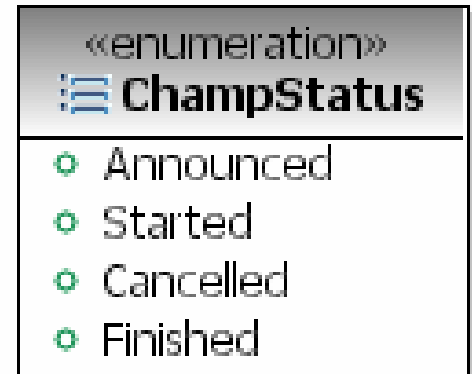 «enumeration»
ChampStatus
Announced
Started
Cancelled
Finished